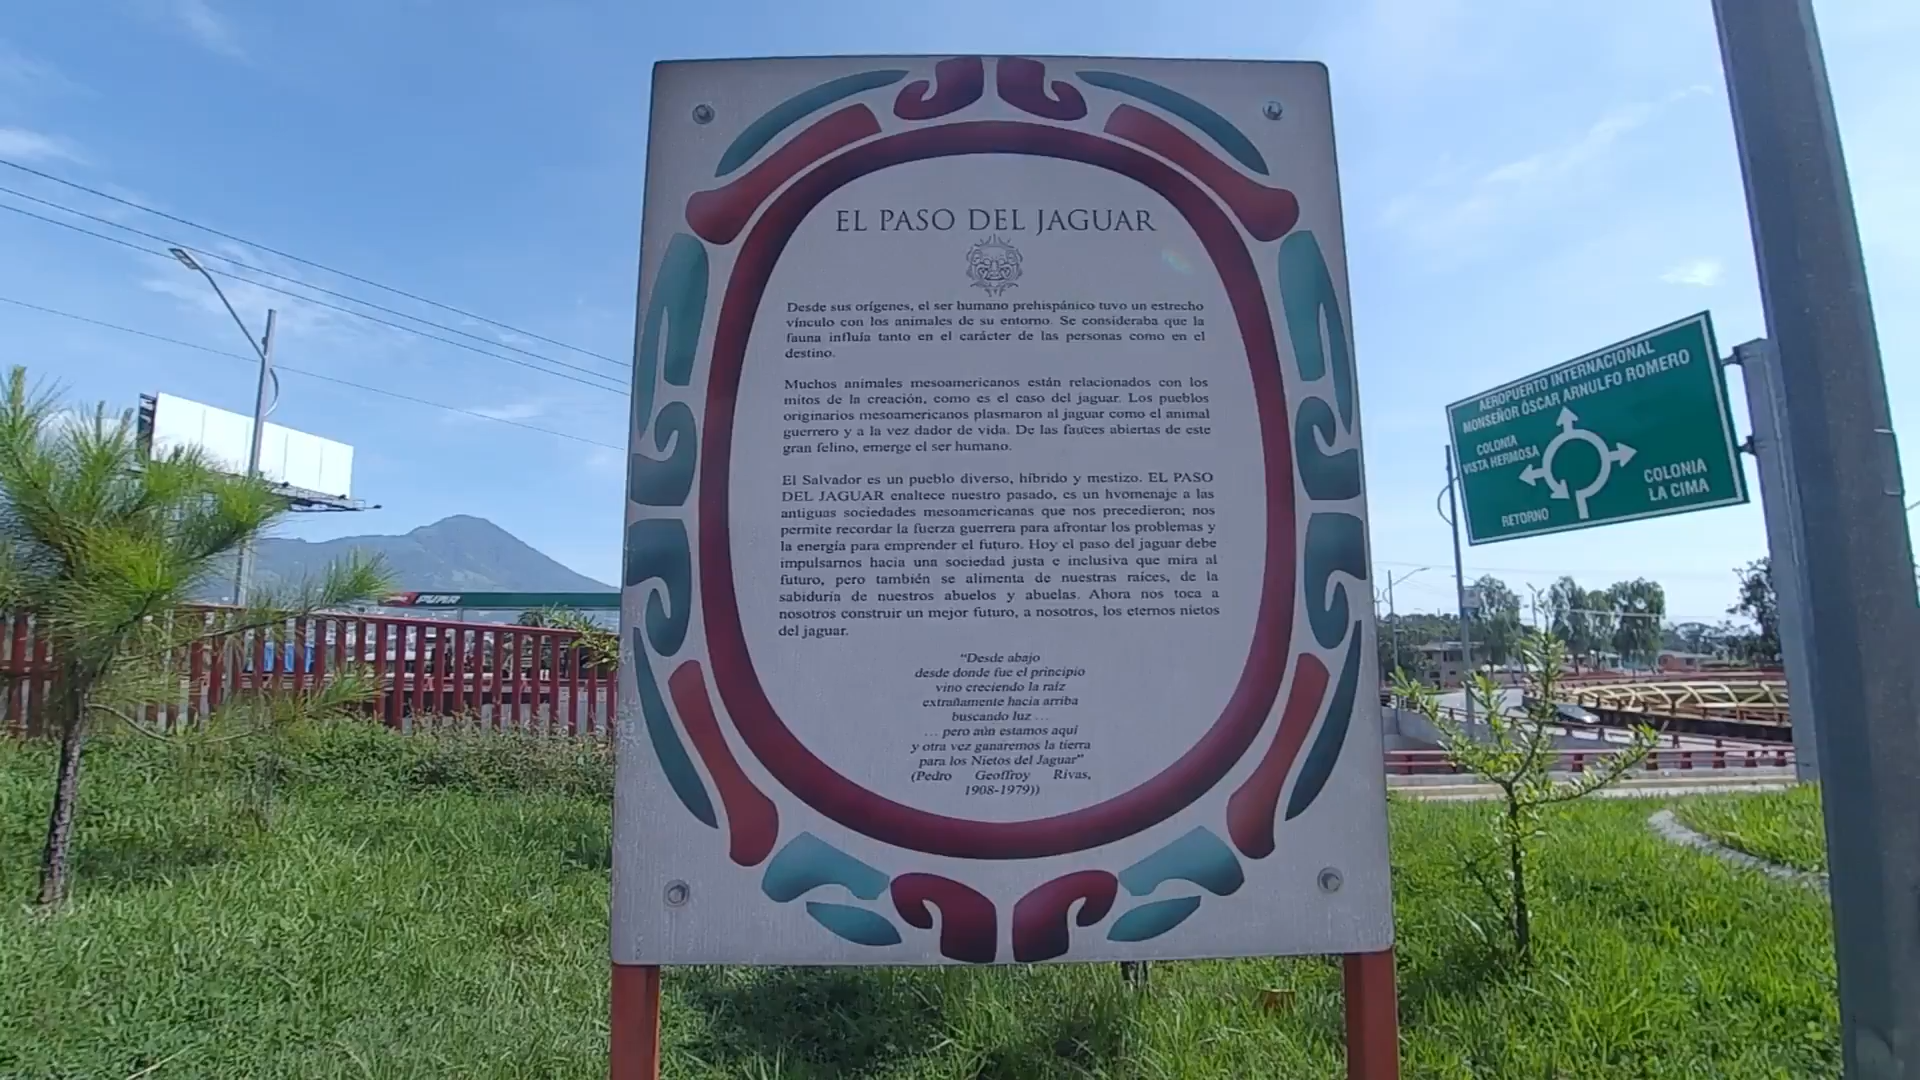 EL PASO DEL JAGUAR
Desde sus orígenes, el ser humano prehispánico tuvo un estrecho
vínculo con los animales de su entorno. Se consideraba que la
fauna influía tanto en el carácter de las personas como en el
destino.
Muchos animales mesoamericanos están relacionados con los
mitos de la creación, como es el caso del jaguar. Los pueblos
originarios mesoamericanos plasmaron al jaguar como el animal
guerrero y a la vez dador de vida. De las fauces abiertas de este
gran felino, emerge el ser humano.
El Salvador es un pueblo diverso, híbrido y mestizo. EL PASO
DEL JAGUAR enaltece nuestro pasado, es un hvomenaje a las
antiguas sociedades mesoamericanas que nos precedieron; nos
permite recordar la fuerza guerrera para afrontar los problemas y
la energía para emprender el futuro. Hoy el paso del jaguar debe
impulsarnos hacia una sociedad justa e inclusiva que mira al
futuro, pero también se alimenta de nuestras raíces, de la
sabiduría de nuestros abuelos y abuelas. Ahora nos toca a
nosotros construir un mejor futuro, a nosotros, los eternos nietos
del jaguar.
“Desde abajo
desde donde fue el principio
vino creciendo la raíz
extrañamente hacia arriba
buscando luz …
… pero aún estamos aquí
y otra vez ganaremos la tierra
para los Nietos del Jaguar”
(Pedro Geoffroy Rivas,
1908-1979))
AEROPUERTO INTERNACIONAL
MONSEÑOR ÓSCAR ARNULFO ROMERO
COLONIA
VISTA HERMOSA
COLONIA
LA CIMA
RETORNO
PUMA